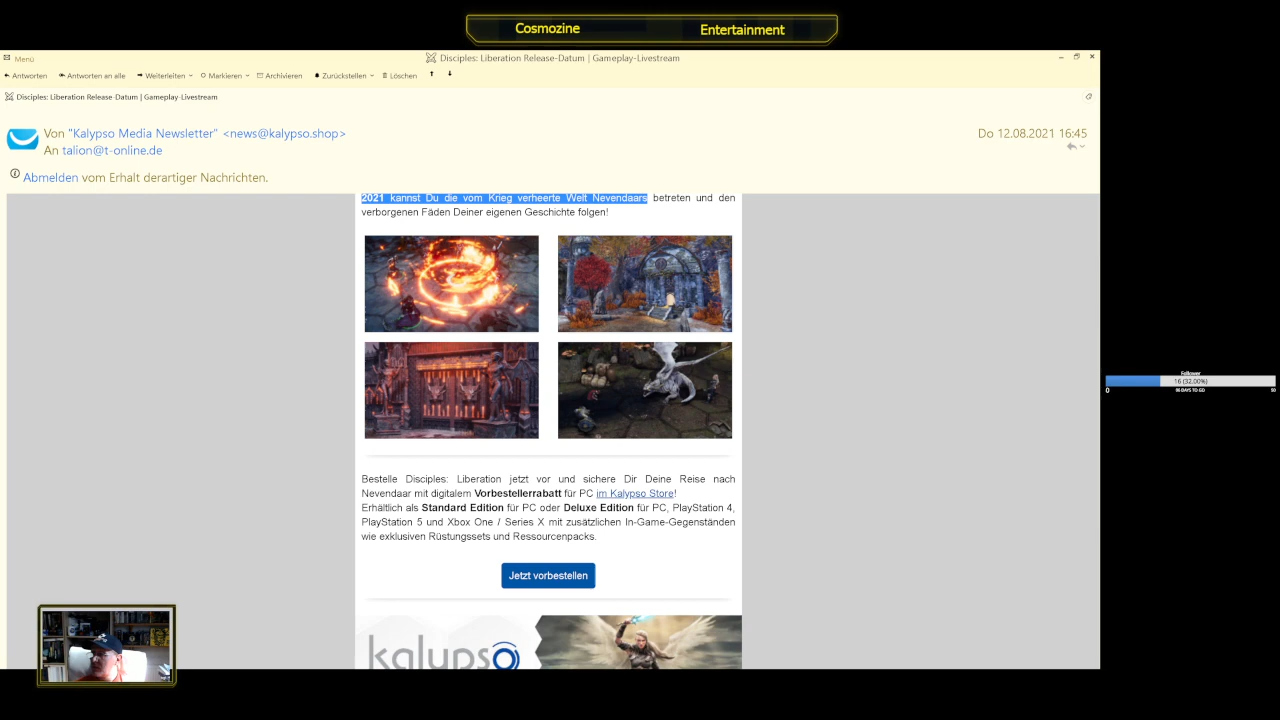 Cosmozine
Entertainment
Menü
Disciples: Liberation Release-Datum | Gameplay-Livestream
Antworten Antworten an alle Weiterleiten Markieren Archivieren Zurückstellen Löschen
Disciples: Liberation Release-Datum | Gameplay-Livestream
Von "Kalypso Media Newsletter" <news@kalypso.shop>
Do 12.08.2021 16:45
An talion@t-online.de
Abmelden vom Erhalt derartiger Nachrichten.
2021 kannst Du die vom Krieg verheerte Welt Nevendaars betreten und den
verborgenen Fäden Deiner eigenen Geschichte folgen!
Follower
16 (32.00%)
0
50
Bestelle Disciples: Liberation jetzt vor und sichere Dir Deine Reise nach
Nevendaar mit digitalem Vorbestellerrabatt für PC im Kalypso Store!
Erhältlich als Standard Edition für PC oder Deluxe Edition für PC, PlayStation 4,
PlayStation 5 und Xbox One / Series X mit zusätzlichen In-Game-Gegenständen
wie exklusiven Rüstungssets und Ressourcenpacks.
Jetzt vorbestellen
kalypso